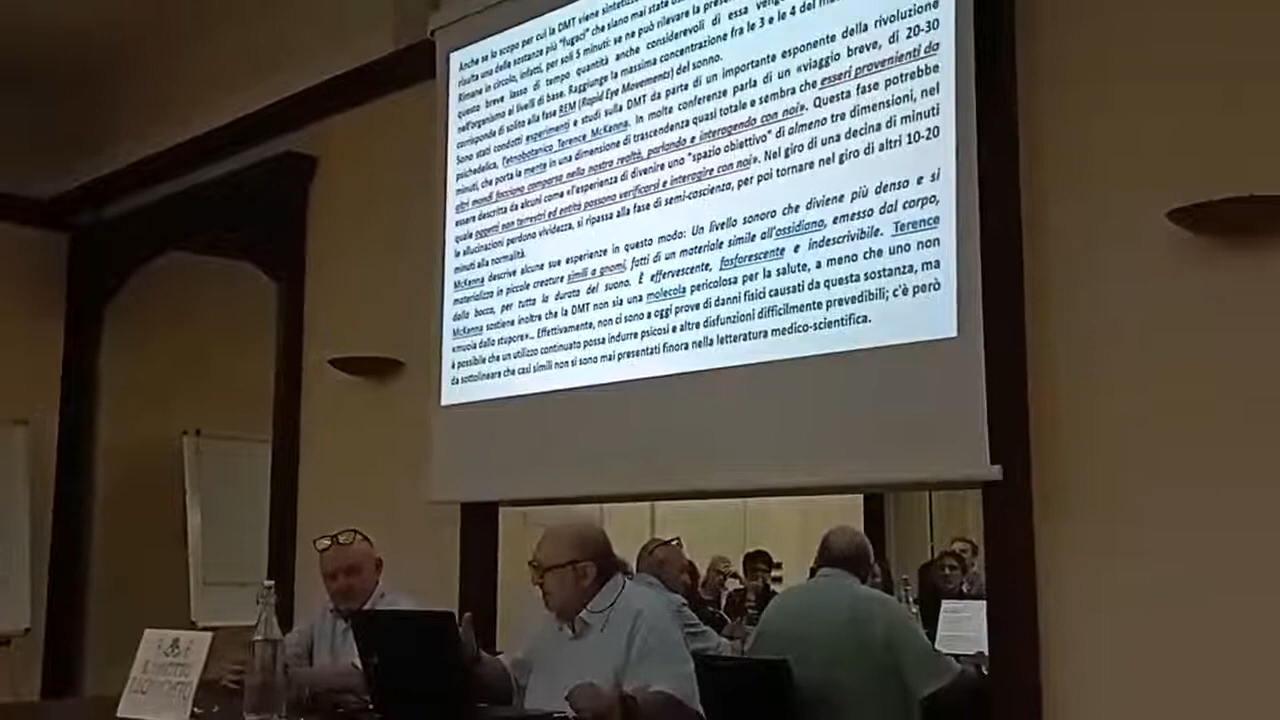 Anche se lo scopo per cui la DMT viene
risulta una delle sostanze più "fugaci" che siano mai state
Rimane in circolo, infatti, per soli 5 minuti: se ne può rilevare la
questo breve lasso di tempo quantità anche considerevoli di essa
nell'organismo ai livelli di base. Raggiunge la massima concentrazione fra le 3 e le 4 del
corrisponde di solito alla fase REM (Rapid Eye Movements) del sonno.
Sono stati condotti esperimenti e studi sulla DMT da parte di un importante esponente della rivoluzione
psichedelica, l'etnobotanico Terence McKenna. In molte conferenze parla di un «viaggio breve, di 20-30
minuti, che porta la mente in una dimensione di trascendenza quasi totale e sembra che esseri provenienti da
altri mondi facciano comparsa nella nostra realtà, parlando e interagendo con noi». Questa fase potrebbe
essere descritta da alcuni come «l'esperienza di divenire uno "spazio obiettivo" di almeno tre dimensioni, nel
quale oggetti non terrestri ed entità possano verificarsi e interagire con noi». Nel giro di una decina di minuti
le allucinazioni perdono vividezza, si ripassa alla fase di semi-coscienza, per poi tornare nel giro di altri 10-20
minuti alla normalità.
McKenna descrive alcune sue esperienze in questo modo: Un livello sonoro che diviene più denso e si
materializza in piccole creature simili a gnomi, fatti di un materiale simile all'ossidiana, emesso dal corpo,
dalla bocca, per tutta la durata del suono. È effervescente, fosforescente e indescrivibile. Terence
McKenna sostiene inoltre che la DMT non sia una molecola pericolosa per la salute, a meno che uno non
«muoia dallo stupore»... Effettivamente, non ci sono a oggi prove di danni fisici causati da questa sostanza, ma
è possibile che un utilizzo continuato possa indurre psicosi e altre disfunzioni difficilmente prevedibili; c'è però
da sottolineare che casi simili non si sono mai presentati finora nella letteratura medico-scientifica.